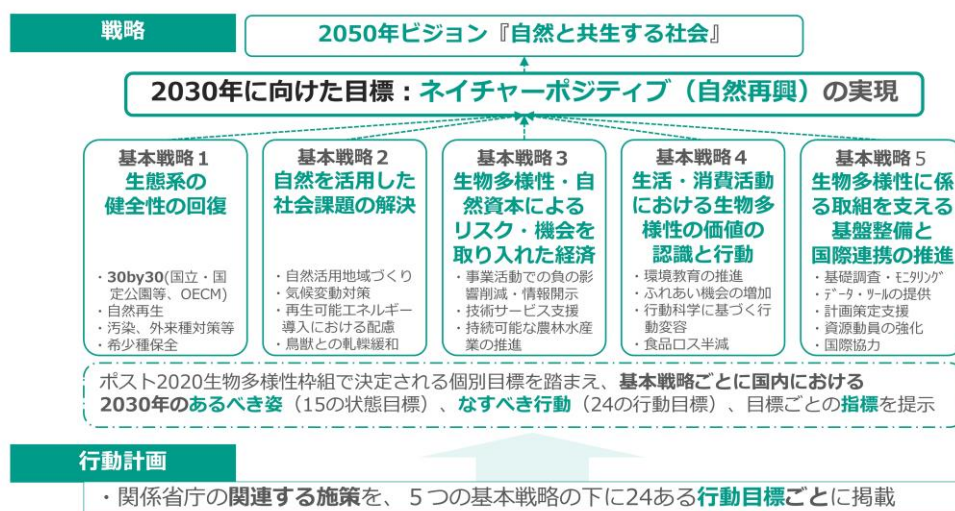 戦略
2050年ビジョン『自然と共生する社会』
2030年に向けた目標：ネイチャーポジティブ（自然再興）の実現
基本戦略１
生態系の
健全性の回復
・30by30(国立・国
定公園等、OECM)
・自然再生
・汚染、外来種対策等
・希少種保全
基本戦略２
自然を活用した
社会課題の解決
・自然活用地域づくり
・気候変動対策
・再生可能エネルギー
導入における配慮
・鳥獣との軋轢緩和
基本戦略３
生物多様性・自
然資本による
リスク・機会を
取り入れた経済
・事業活動での負の影
響削減・情報開示
・技術サービス支援
・持続可能な農林水産
業の推進
基本戦略４
生活・消費活動
における生物多
様性の価値の
認識と行動
・環境教育の推進
・ふれあい機会の増加
・行動科学に基づく行
動変容
・食品ロス半減
基本戦略５
生物多様性に係
る取組を支える
基盤整備と
国際連携の推進
・基礎調査・ﾓﾆﾀﾘﾝｸﾞ
・ﾃﾞｰﾀ・ﾂｰﾙの提供
・計画策定支援
・資源動員の強化
・国際協力
ポスト2020生物多様性枠組で決定される個別目標を踏まえ、基本戦略ごとに国内における
2030年のあるべき姿（15の状態目標）、なすべき行動（24の行動目標）、目標ごとの指標を提示
行動計画
・関係省庁の関連する施策を、５つの基本戦略の下に24ある行動目標ごとに掲載